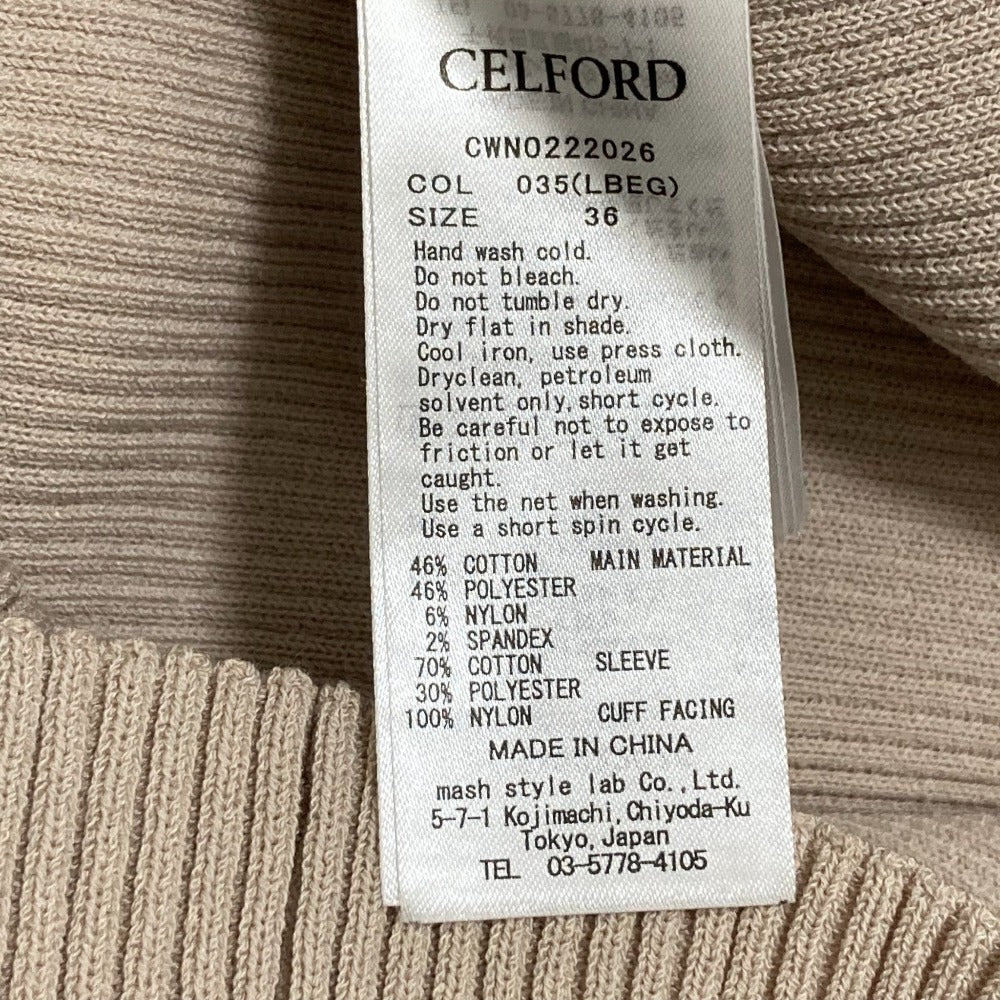 CELFORD
CWNO222026
COL 035(LBEG)
SIZE 36
Hand wash cold.
Do not bleach.
Do not tumble dry.
Dry flat in shade.
Cool iron, use press cloth.
Dryclean, petroleum
solvent only,short cycle.
Be careful not to expose to
friction or let it get
caught.
Use the net when washing.
Use a short spin cycle.
46% COTTON MAIN MATERIAL
46% POLYESTER
6% NYLON
2% SPANDEX
70% COTTON SLEEVE
30% POLYESTER
100% NYLON CUFF FACING
MADE IN CHINA
mash style lab Co.,Ltd.
5-7-1 Kojimachi,Chiyoda-Ku
Tokyo,Japan
TEL 03-5778-4105